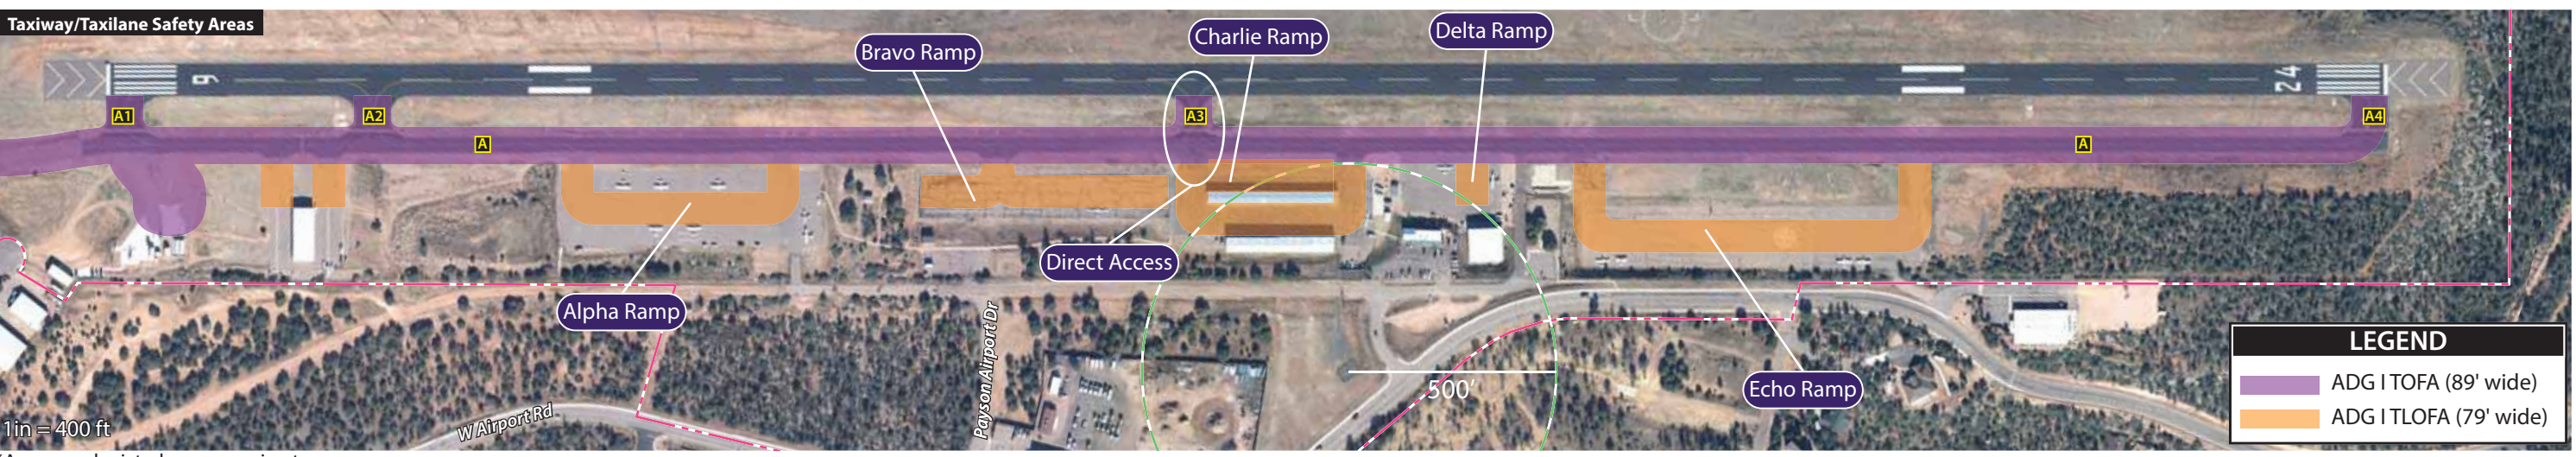 Taxiway/Taxilane Safety Areas
Bravo Ramp
Charlie Ramp
Delta Ramp
6
24
A1
A2
A3
A4
A
A
Direct Access
Alpha Ramp
Payson Airport Dr
W Airport Rd
500'
Echo Ramp
1in = 400 ft
LEGEND
ADG I TOFA (89' wide)
ADG I TLOFA (79' wide)